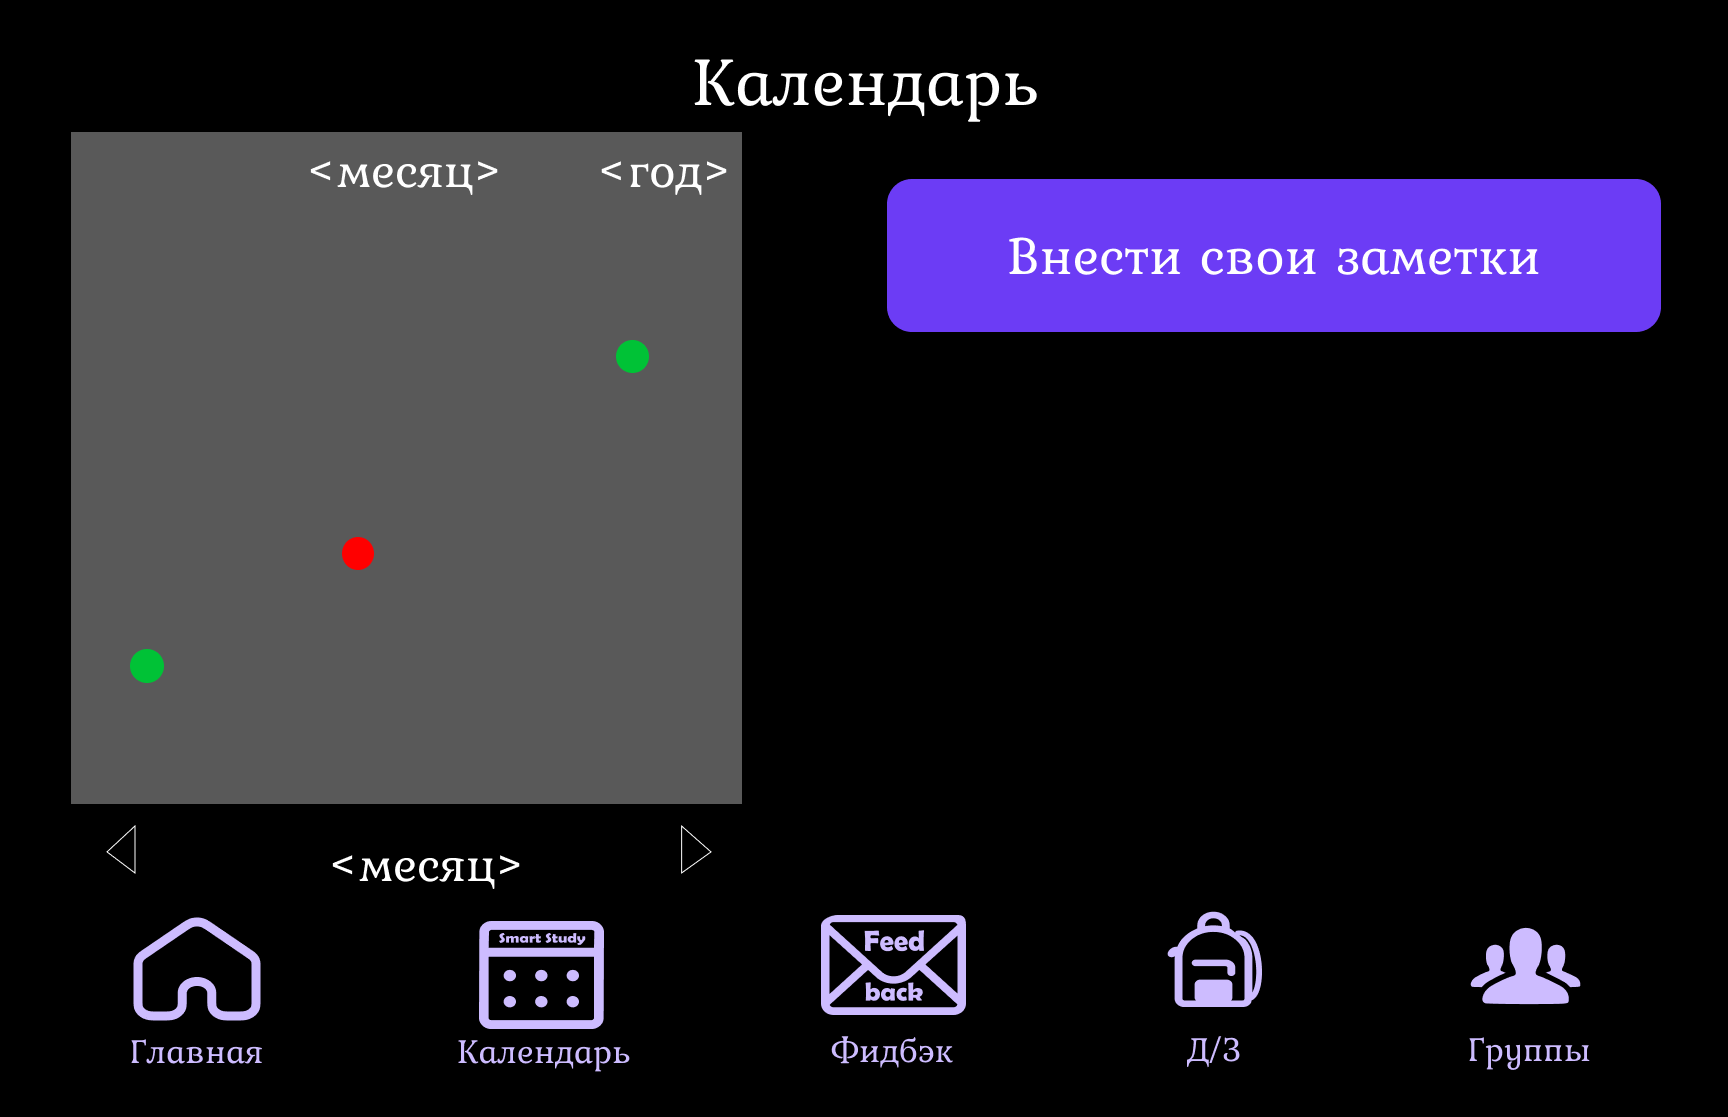 Календарь
<месяц> <год>
Внести свои заметки
<месяц>
Smart Study
Feed
back
Главная
Календарь
Фидбэк
Д/З
Группы